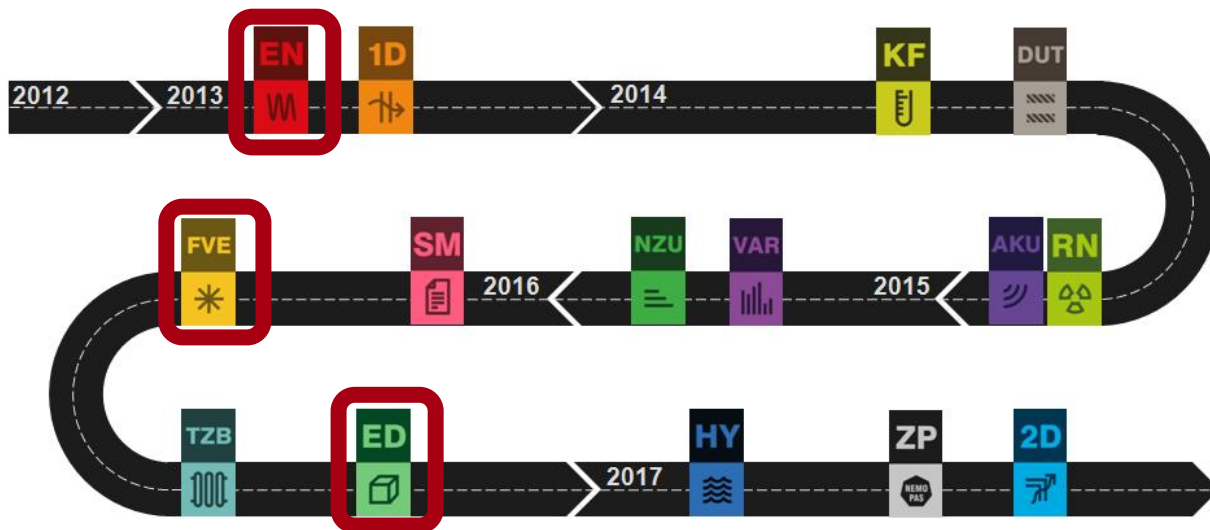 EN
1D
KF
DUT
2012
2013
2014
FVE
SM
NZU
VAR
AKU
RN
2016
2015
TZB
ED
HY
ZP
2D
2017
NEMO
PAS